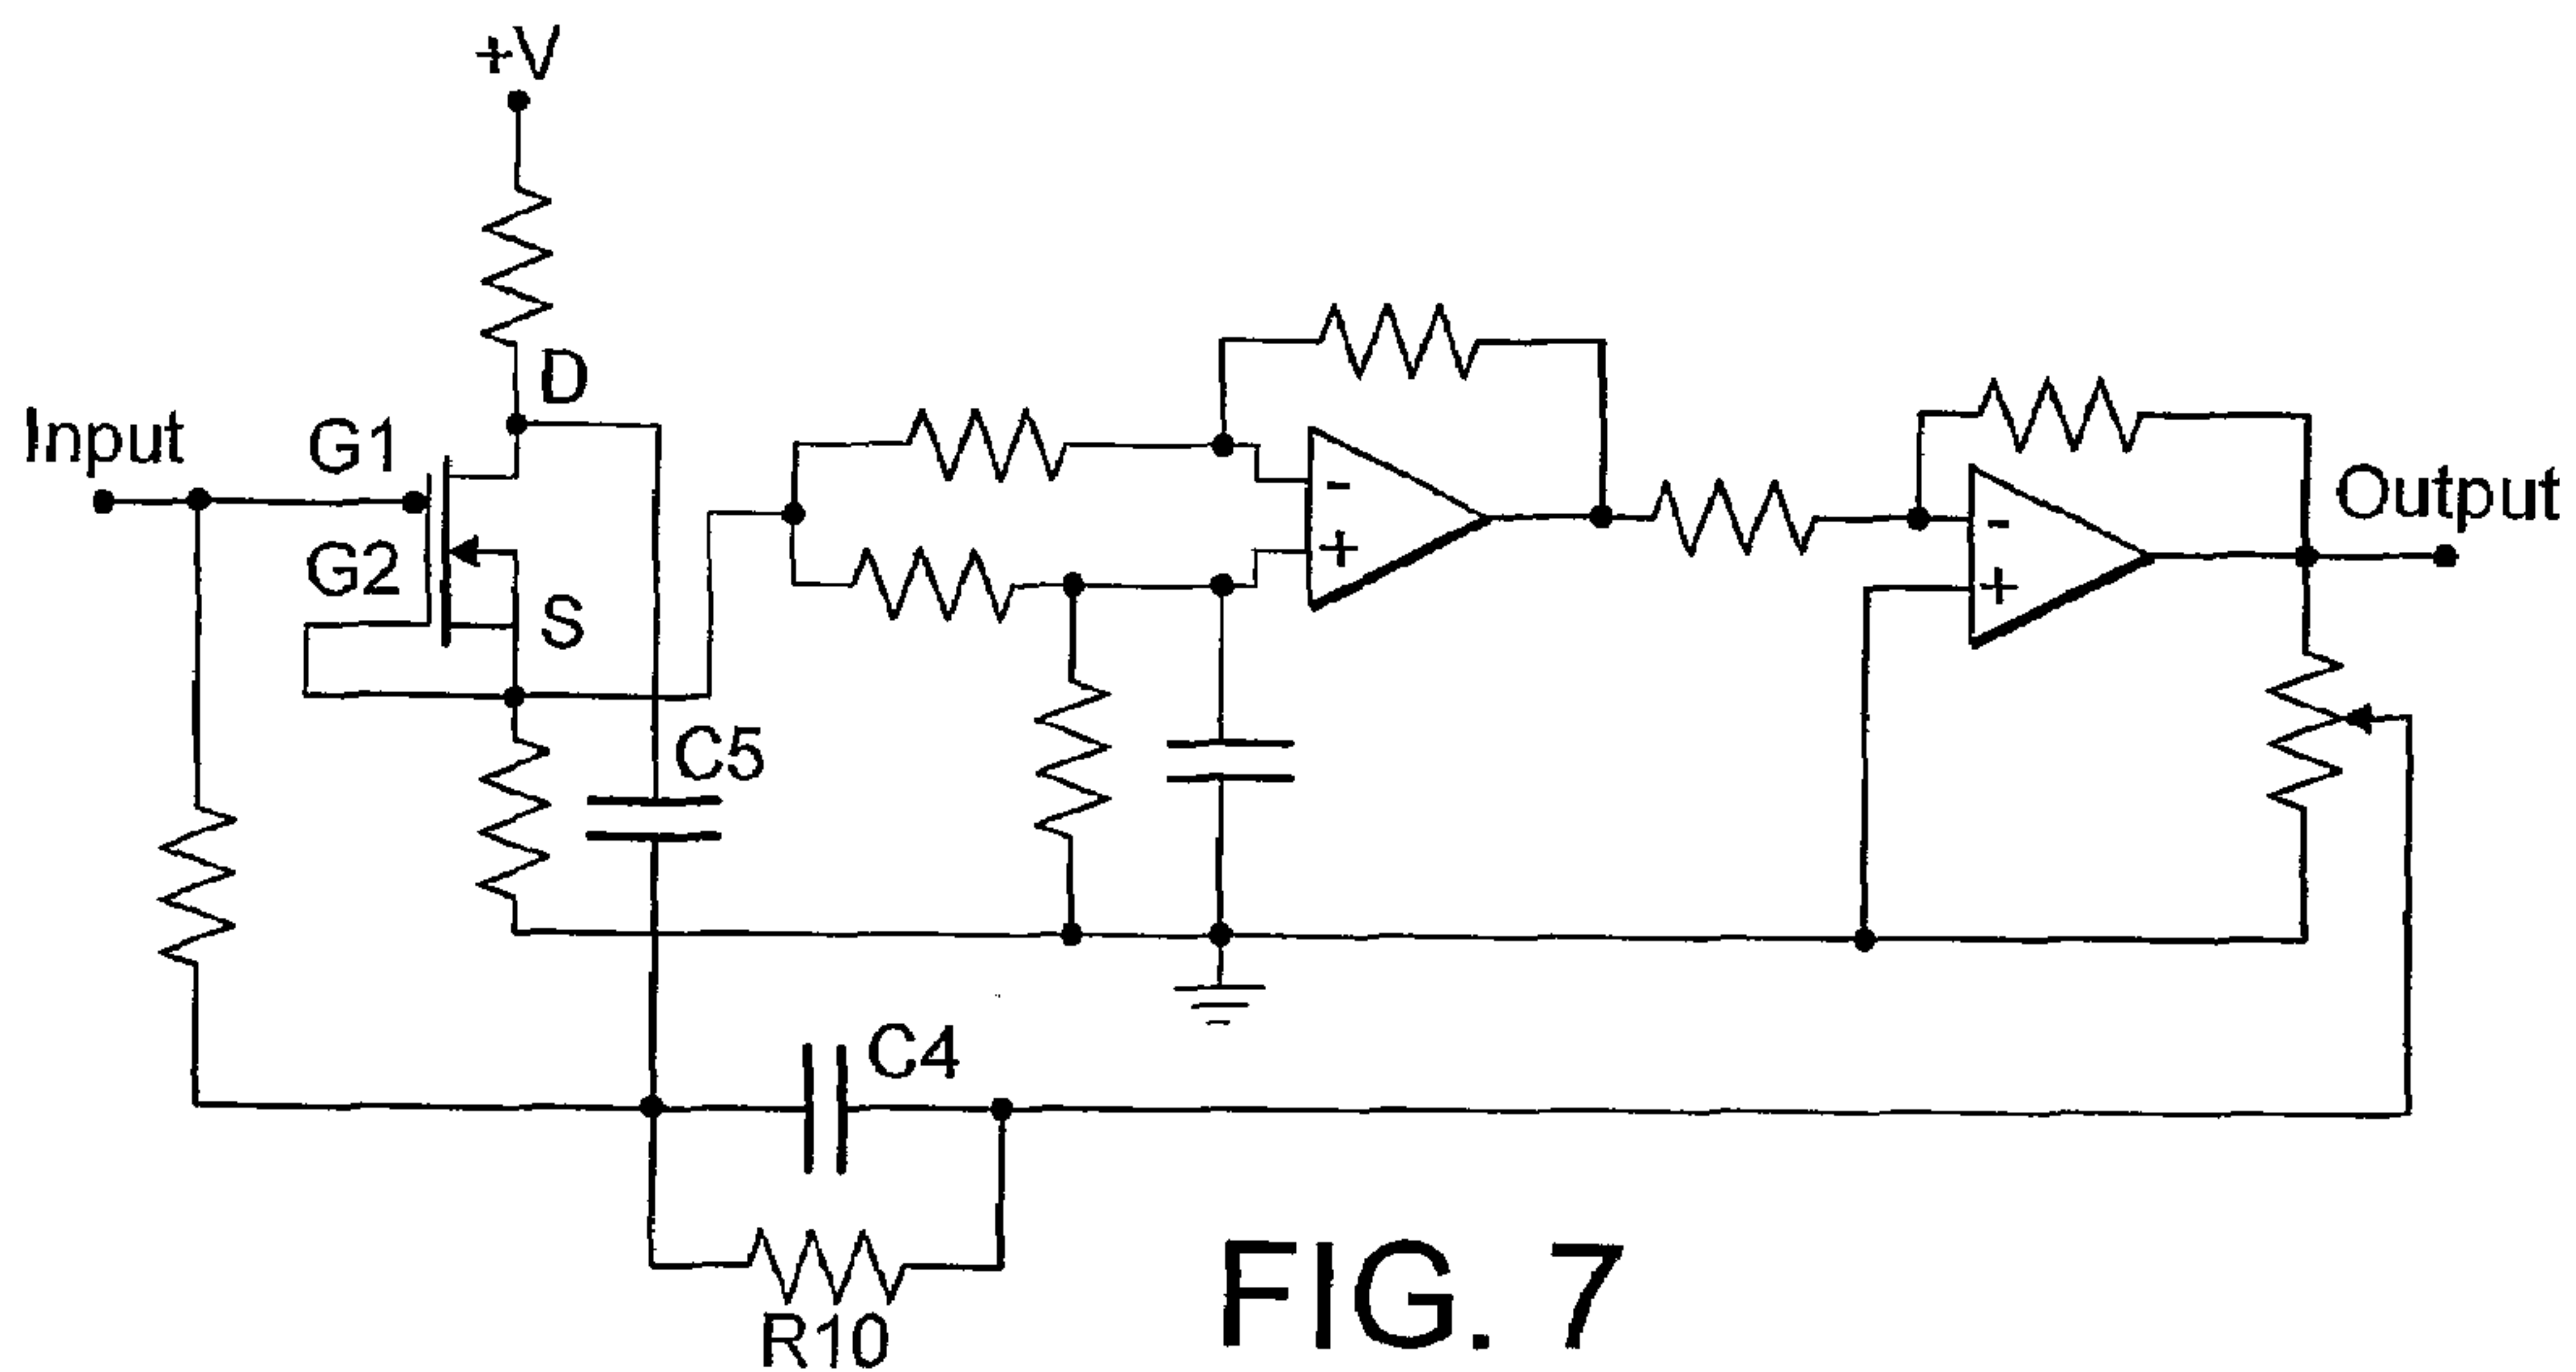 +V
D
Input
G1
G2
S
-
+
-
+
Output
C5
C4
R10
FIG. 7